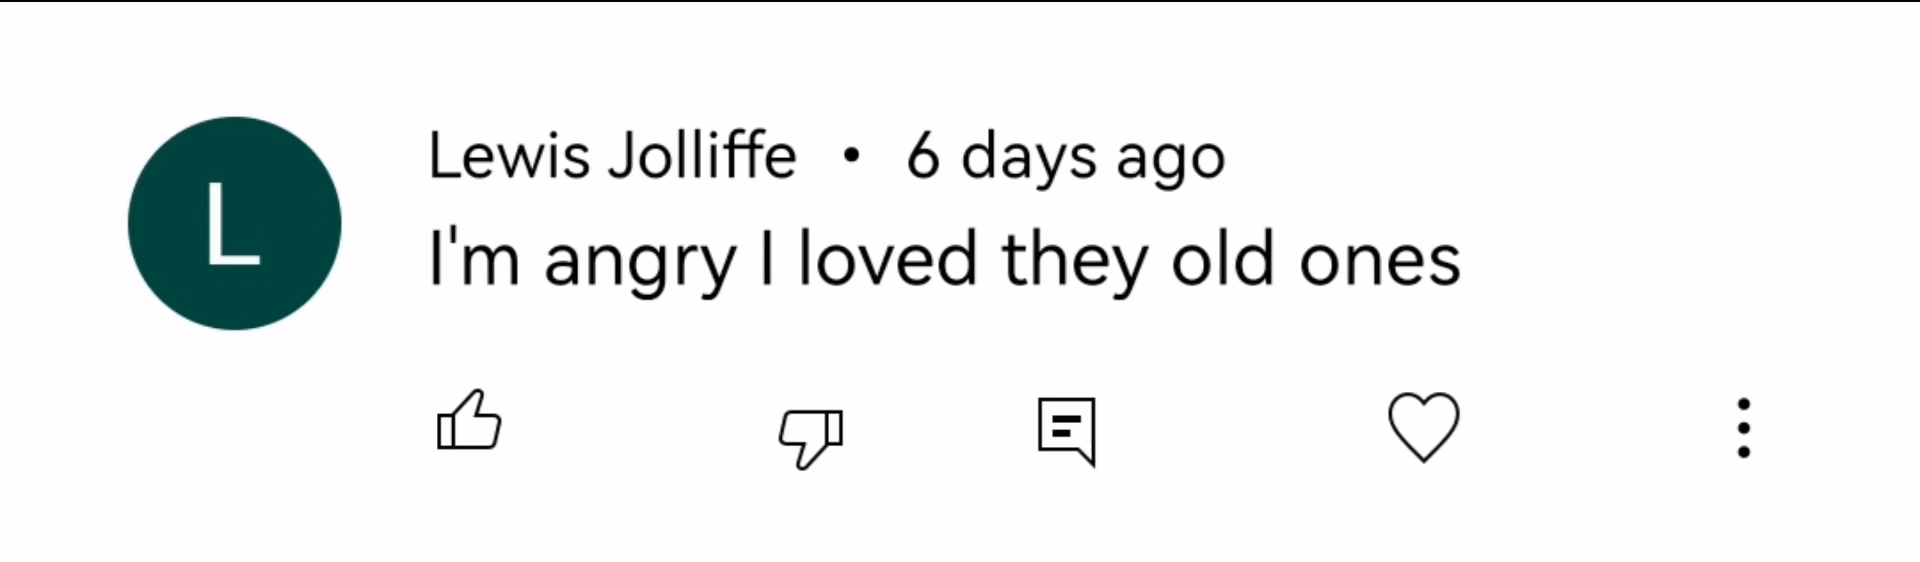 L
Lewis Jolliffe • 6 days ago
I'm angry I loved they old ones